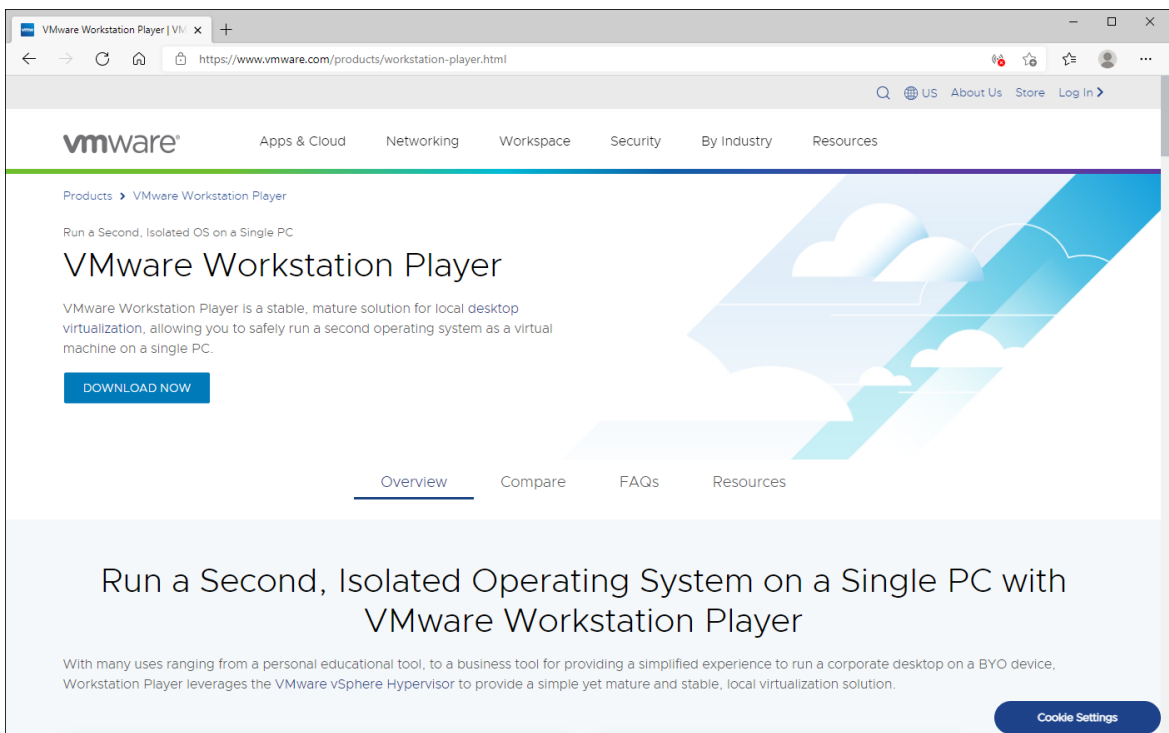 VMware Workstation Player | VM
https://www.vmware.com/products/workstation-player.html
US About Us Store Log In
vmware®
Apps & Cloud Networking Workspace Security By Industry Resources
Products > VMware Workstation Player
Run a Second, Isolated OS on a Single PC
VMware Workstation Player
VMware Workstation Player is a stable, mature solution for local desktop
virtualization, allowing you to safely run a second operating system as a virtual
machine on a single PC.
DOWNLOAD NOW
Overview Compare FAQs Resources
Run a Second, Isolated Operating System on a Single PC with
VMware Workstation Player
With many uses ranging from a personal educational tool, to a business tool for providing a simplified experience to run a corporate desktop on a BYO device,
Workstation Player leverages the VMware vSphere Hypervisor to provide a simple yet mature and stable, local virtualization solution.
Cookie Settings